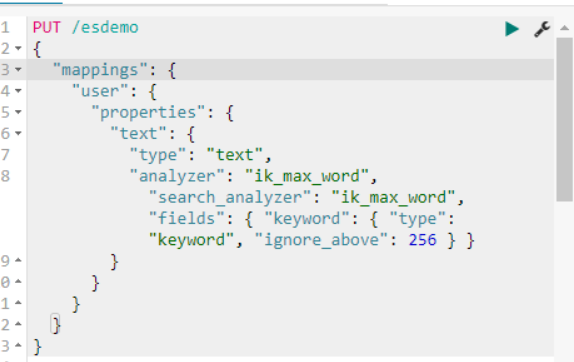 1 PUT /esdemo
2 {
3 "mappings": {
4 "user": {
5 "properties": {
6 "text": {
7 "type": "text",
8 "analyzer": "ik_max_word",
"search_analyzer": "ik_max_word",
"fields": { "keyword": { "type":
"keyword", "ignore_above": 256 } }
9 }
0 }
1 }
2 }
3 }